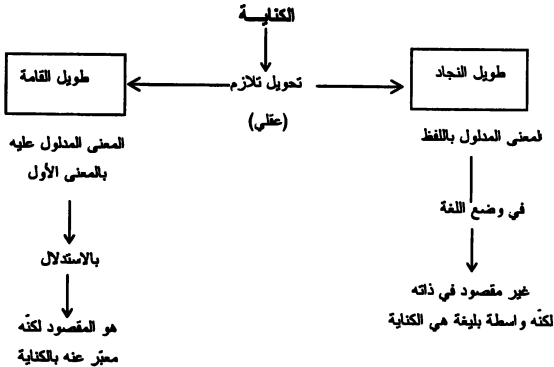 الكنايـــة
طويل النجاد
تحويل تلازم
طويل القامة
(عقلي)
لمعنى المدلول باللفظ
المعنى المدلول عليه
بالمعنى الأول
في وضع اللغة
بالاستدلال
غير مقصود في ذاته
لكنّه واسطة بليغة هي الكناية
هو المقصود لكنّه
معبّر عنه بالكناية